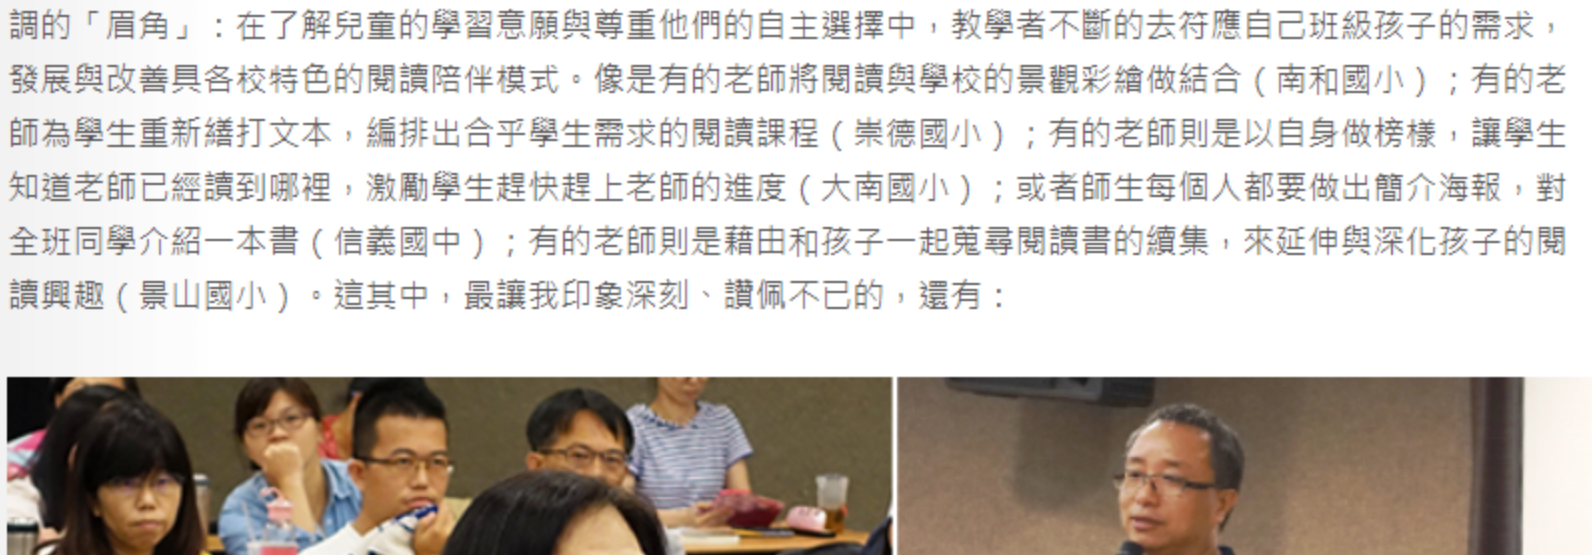 調的「眉角」：在了解兒童的學習意願與尊重他們的自主選擇中，教學者不斷的去符應自己班級孩子的需求，
發展與改善具各校特色的閱讀陪伴模式。像是有的老師將閱讀與學校的景觀彩繪做結合（南和國小）；有的老
師為學生重新繕打文本，編排出合乎學生需求的閱讀課程（崇德國小）；有的老師則是以自身做榜樣，讓學生
知道老師已經讀到哪裡，激勵學生趕快趕上老師的進度（大南國小）；或者師生每個人都要做出簡介海報，對
全班同學介紹一本書（信義國中）；有的老師則是藉由和孩子一起蒐尋閱讀書的續集，來延伸與深化孩子的閱
讀興趣（景山國小）。這其中，最讓我印象深刻、讚佩不已的，還有：